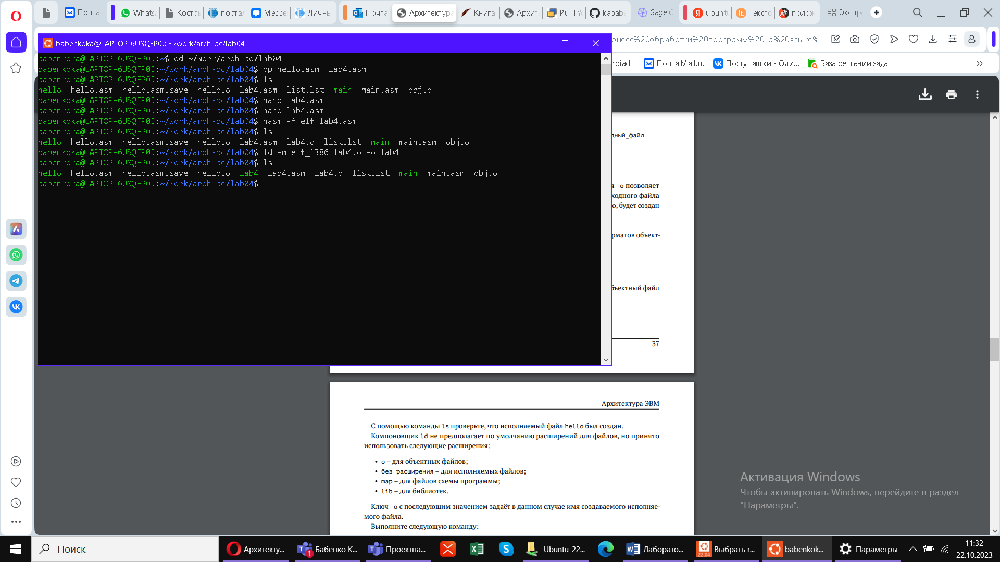 Почта
WhatsA
Костры
порта
Мессе
Личнь
Почта
Архитектура
Книга
Архит
PuTTY
kababe
Sage C
ubuntu
Тексто
полож
Экспр
babenkoka@LAPTOP-6USQFP0J: ~/work/arch-pc/lab04
оцесс%20обработки%20программ%20на%20языке%
npiad...
Почта Mail.ru
Поступашки - Оли...
База решений зада...
babenkoka@LAPTOP-6USQFP0J:~$ cd ~/work/arch-pc/lab04
babenkoka@LAPTOP-6USQFP0J:~/work/arch-pc/lab04$ cp hello.asm  lab4.asm
babenkoka@LAPTOP-6USQFP0J:~/work/arch-pc/lab04$ ls
hello  hello.asm  hello.asm.save  hello.o  lab4.asm  list.lst  main  main.asm  obj.o
babenkoka@LAPTOP-6USQFP0J:~/work/arch-pc/lab04$ nano lab4.asm
babenkoka@LAPTOP-6USQFP0J:~/work/arch-pc/lab04$ nano lab4.asm
babenkoka@LAPTOP-6USQFP0J:~/work/arch-pc/lab04$ nasm -f elf lab4.asm
babenkoka@LAPTOP-6USQFP0J:~/work/arch-pc/lab04$ ls
hello  hello.asm  hello.asm.save  hello.o  lab4.asm  lab4.o  list.lst  main  main.asm  obj.o
babenkoka@LAPTOP-6USQFP0J:~/work/arch-pc/lab04$ ld -m elf_i386 lab4.o -o lab4
babenkoka@LAPTOP-6USQFP0J:~/work/arch-pc/lab04$ ls
hello  hello.asm  hello.asm.save  hello.o  lab4  lab4.asm  lab4.o  list.lst  main  main.asm  obj.o
babenkoka@LAPTOP-6USQFP0J:~/work/arch-pc/lab04$
дный_файл
я -о позволяет
ходного файла
о, будет создан
рматов объект-
бъектный файл
37
Архитектура ЭВМ
С помощью команды ls проверьте, что исполняемый файл hello был создан.
Компоновщик ld не предполагает по умолчанию расширений для файлов, но принято
использовать следующие расширения:
• o – для объектных файлов;
• без расширения – для исполняемых файлов;
• map – для файлов схемы программы;
• lib – для библиотек.
Ключ -o с последующим значением задаёт в данном случае имя создаваемого исполняе-
мого файла.
Выполните следующую команду:
Активация Windows
Чтобы активировать Windows, перейдите в раздел
"Параметры".
Поиск
Архитекту...
Бабенко К...
1
Проектна...
Ubuntu-22...
Лаборато...
22.04
Выбрать r...
babenkok...
Параметры
11:32
22.10.2023